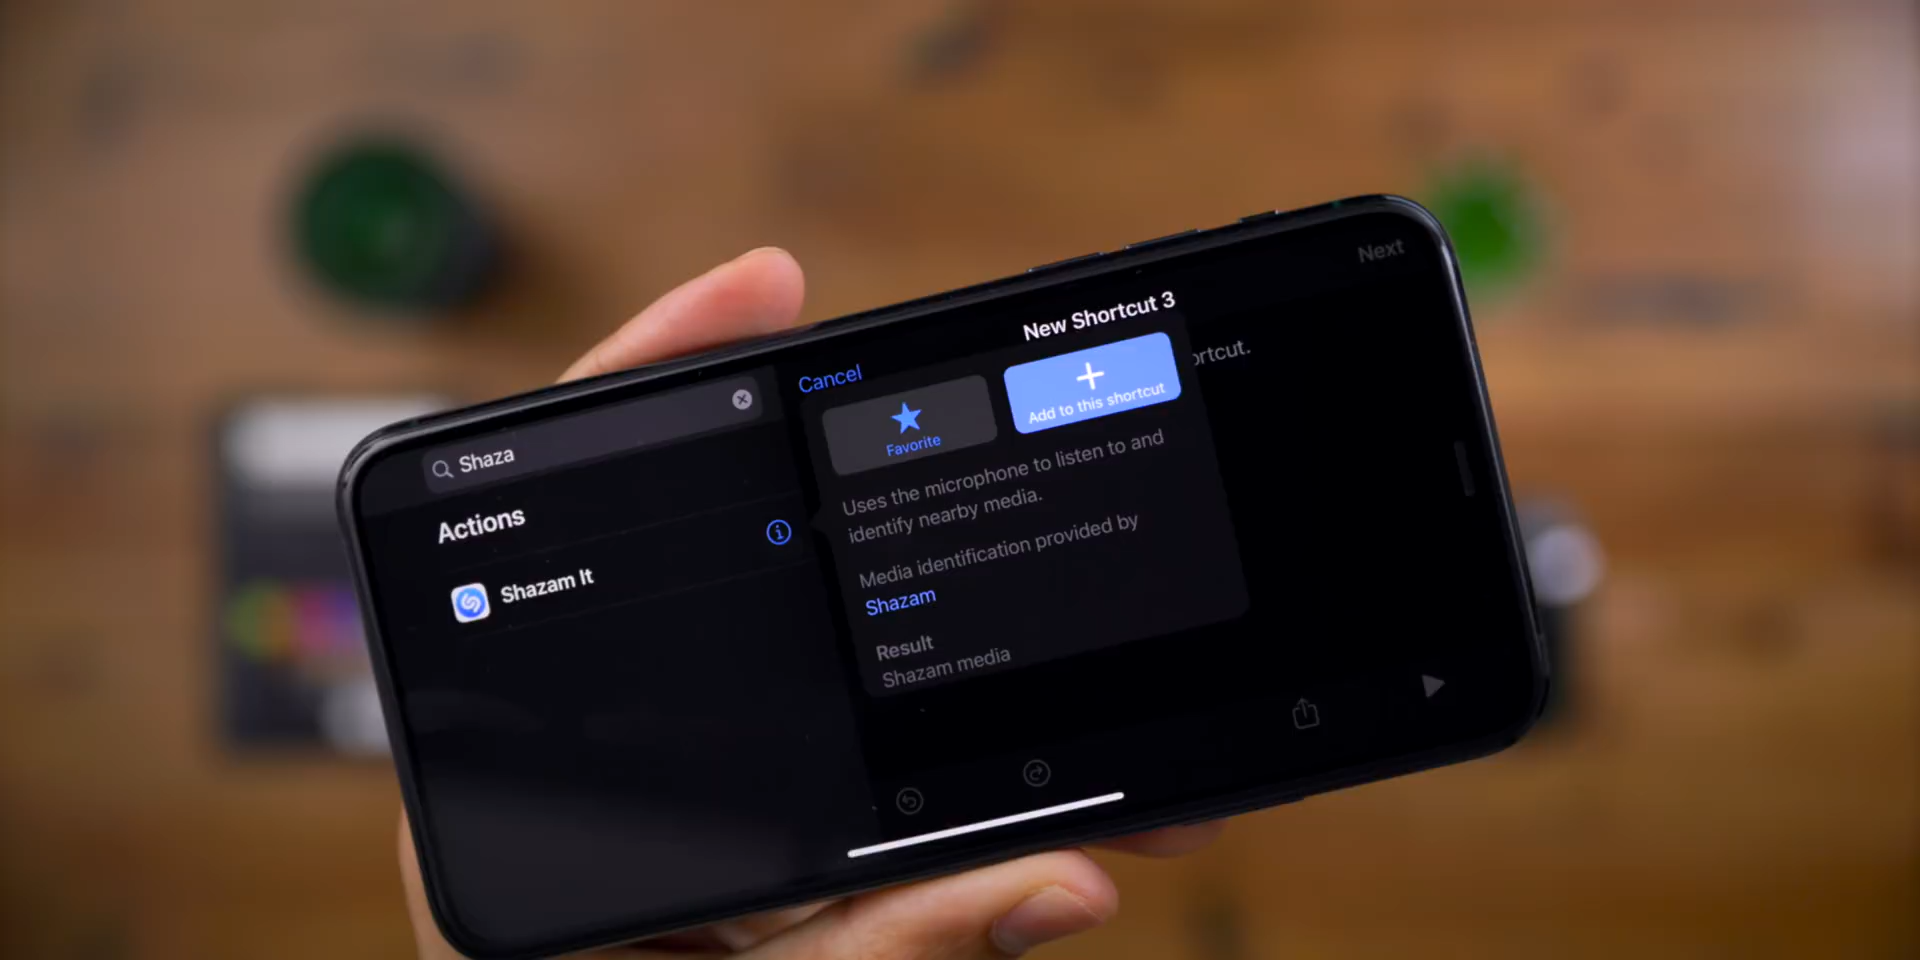 Shaza
Actions
Shazam It
Cancel
New Shortcut 3
Next
Favorite
Add to this shortcut
ortcut.
Uses the microphone to listen to and
identify nearby media.
Media identification provided by
Shazam
Result
Shazam media